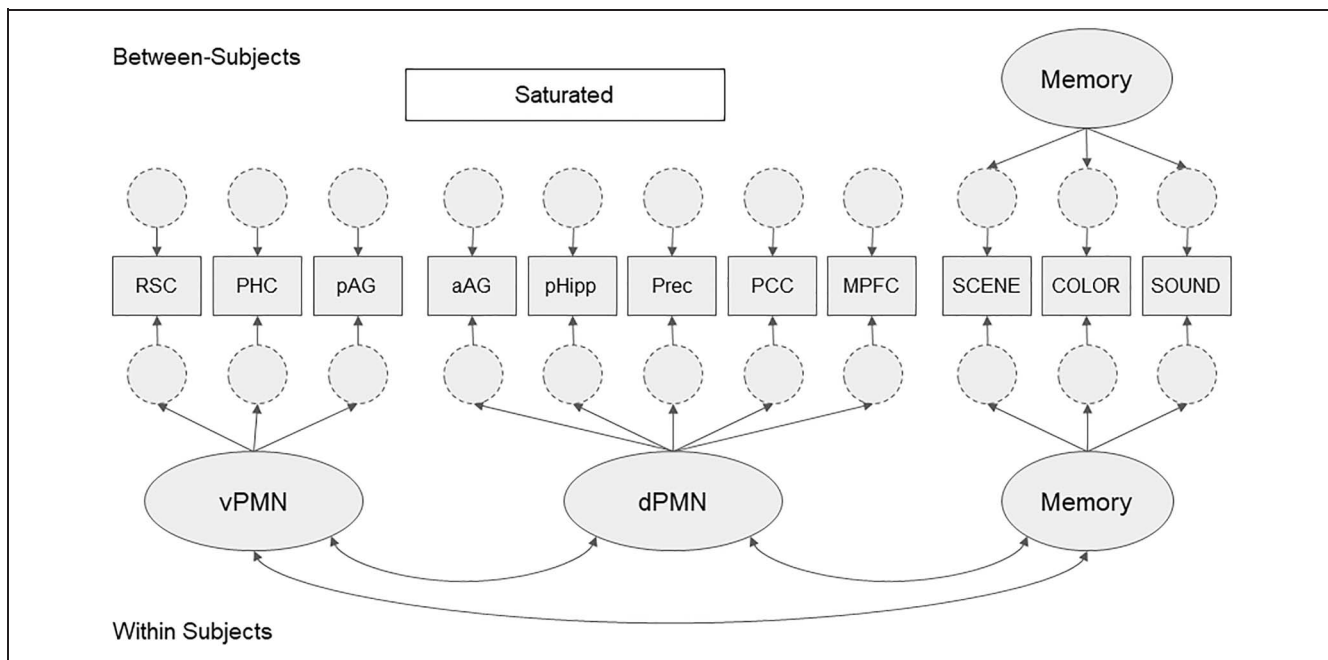 Between-Subjects
Memory
Saturated
RSC PHC pAG aAG pHipp Prec PCC MPFC SCENE COLOR SOUND
vPMN dPMN Memory
Within Subjects